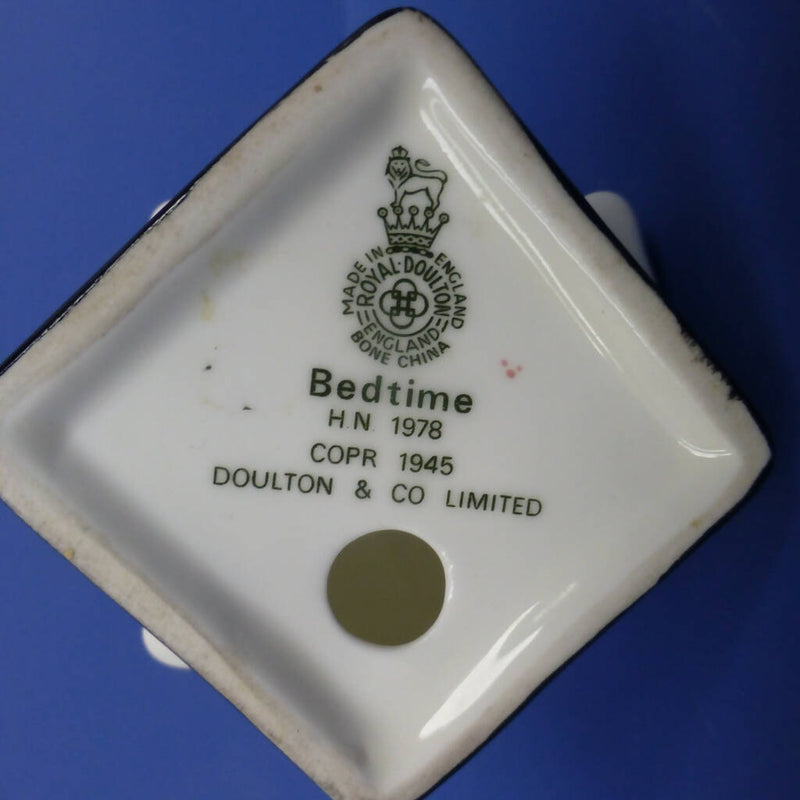 MADE IN ENGLAND
ROYAL·DOULTON
ENGLAND
BONE CHINA
Bedtime
H.N. 1978
COPR 1945
DOULTON & CO LIMITED